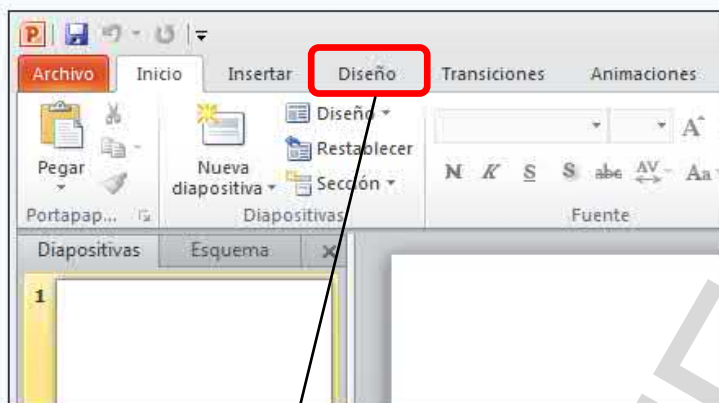 Archivo Inicio Insertar Diseño Transiciones Animaciones
Pegar
Nueva diapositiva
Diseño
Restablecer
Sección
N K S S abc AV Aa A
Portapap... Diapositivas Fuente
Diapositivas Esquema
1